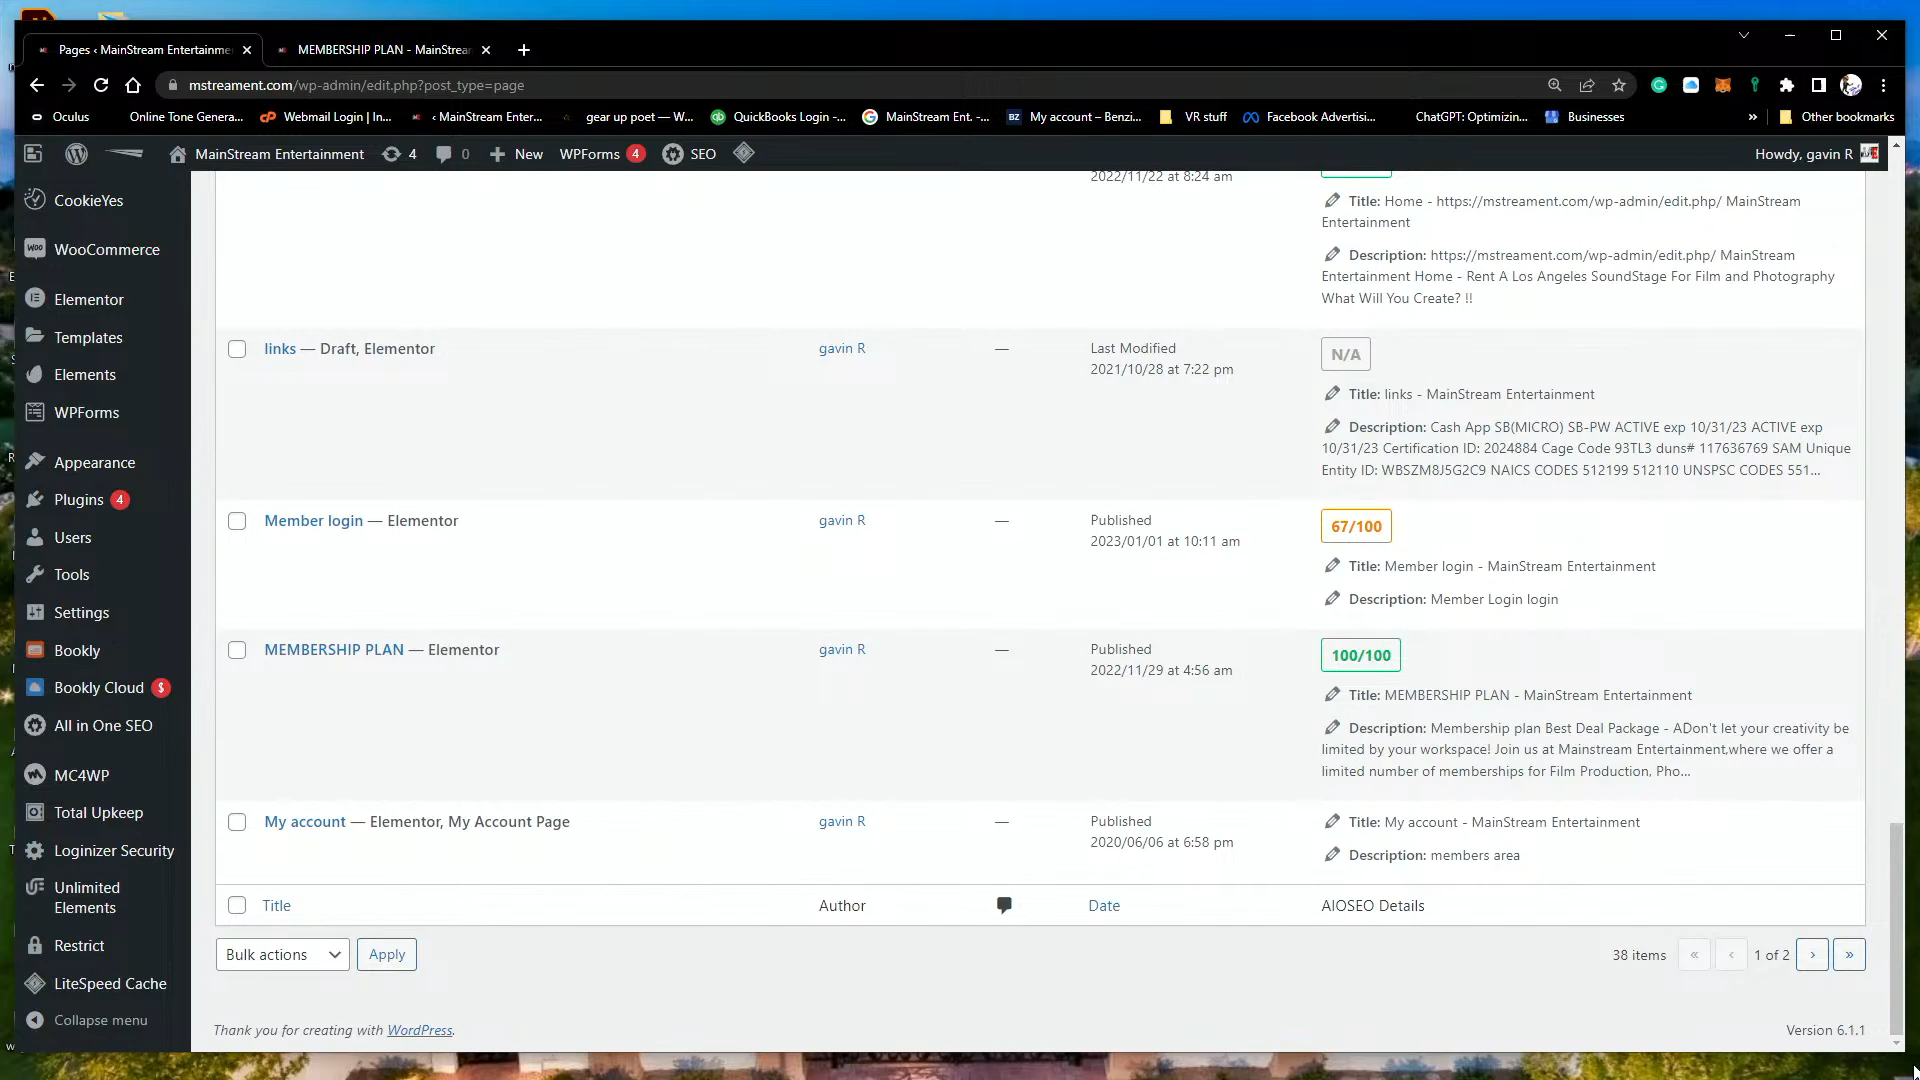 Pages ‹ MainStream Entertainme
MEMBERSHIP PLAN - MainStrea
mstreament.com/wp-admin/edit.php?post_type=page
Oculus
Online Tone Genera...
Webmail Login | In...
‹ MainStream Enter...
gear up poet — W...
QuickBooks Login -...
MainStream Ent. -...
BZ My account – Benzi...
VR stuff
Facebook Advertisi...
ChatGPT: Optimizin...
Businesses
»
Other bookmarks
MainStream Entertainment
4
0
New
WPForms 4
SEO
Howdy, gavin R
CookieYes
WooCommerce
Elementor
Templates
Elements
WPForms
Appearance
Plugins 4
Users
Tools
Settings
Bookly
Bookly Cloud $
All in One SEO
MC4WP
Total Upkeep
Loginizer Security
Unlimited
Elements
Restrict
LiteSpeed Cache
Collapse menu
2022/11/22 at 8:24 am
Title: Home - https://mstreament.com/wp-admin/edit.php/ MainStream
Entertainment
Description: https://mstreament.com/wp-admin/edit.php/ MainStream
Entertainment Home - Rent A Los Angeles SoundStage For Film and Photography
What Will You Create? !!
links — Draft, Elementor
gavin R
—
Last Modified
2021/10/28 at 7:22 pm
N/A
Title: links - MainStream Entertainment
Description: Cash App SB(MICRO) SB-PW ACTIVE exp 10/31/23 ACTIVE exp
10/31/23 Certification ID: 2024884 Cage Code 93TL3 duns# 117636769 SAM Unique
Entity ID: WBSZM8J5G2C9 NAICS CODES 512199 512110 UNSPSC CODES 551...
Member login — Elementor
gavin R
—
Published
2023/01/01 at 10:11 am
67/100
Title: Member login - MainStream Entertainment
Description: Member Login login
MEMBERSHIP PLAN — Elementor
gavin R
—
Published
2022/11/29 at 4:56 am
100/100
Title: MEMBERSHIP PLAN - MainStream Entertainment
Description: Membership plan Best Deal Package - ADon't let your creativity be
limited by your workspace! Join us at Mainstream Entertainment,where we offer a
limited number of memberships for Film Production, Pho...
My account — Elementor, My Account Page
gavin R
—
Published
2020/06/06 at 6:58 pm
Title: My account - MainStream Entertainment
Description: members area
Title
Author
Date
AIOSEO Details
Bulk actions
Apply
38 items « ‹ 1 of 2 › »
Thank you for creating with WordPress.
Version 6.1.1